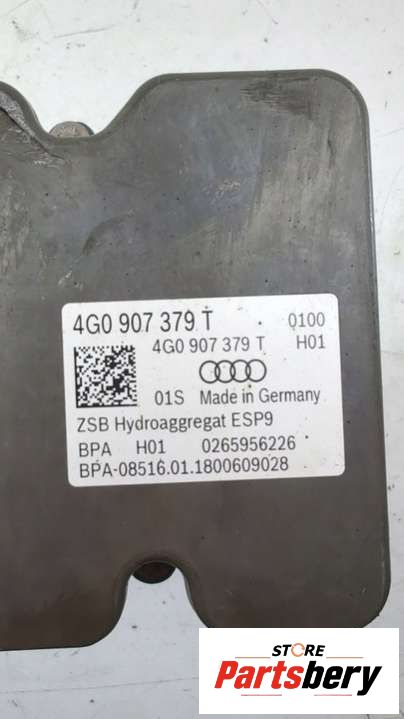 4G0 907 379 T 0100
4G0 907 379 T H01
01S Made in Germany
ZSB Hydroaggregat ESP9
BPA H01 0265956226
BPA-08516.01.1800609028
STORE
Partsbery